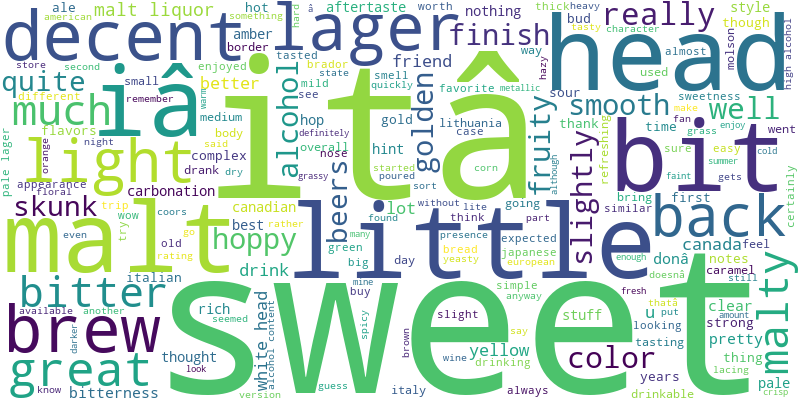 ale
american
malt liquor
hot
something
hard
â
aftertaste
worth
nothing
thick
heavy
tasty
style
though
decent
lager
really
head
finish
amber
border
tasted
brador
state
bud
way
character
almost
molson
high alcohol
store
second
enjoyed
friend
hazy
used
quite
iâ
itâ
small
better
mild
smell
quickly
favorite
metallic
sour
sweetness
make
fan
enjoy
different
remember
warm
see
much
flavors
medium
body
alcohol
hop
definitely
golden
gold
case
lithuania
fruity
smooth
thank
time
well
grass
went
pale lager
orange
night
said
complex
overall
nose
started
hint
refreshing
sure
easy
summer
cold
light
bit
appearance
floral
drank
dry
grassy
poured
corn
sort
although
faint
gets
certainly
skunk
carbonation
beers
found
without
lite
going
slightly
bring
first
back
trip
wow
coors
canadian
lot
think
part
similar
try
best
rather
malt
little
even
old
go
hoppy
green
many
day
presence
expected
canada
feel
rating
bread
japanese
enough
donâ
notes
italian
drink
big
yeasty
european
doesnâ
caramel
still
bitter
mine
buy
simple
anyway
fresh
thatâ
clear
amount
malty
available
another
rich
seemed
white head
alcohol content
spicy
slight
stuff
u
put
looking
strong
brew
sweet
darker
thought
look
brown
yellow
drinking
wine
say
color
tasting
pretty
thing
lacing
great
know
bitterness
version
guess
italy
always
years
drinkable
pale
crisp